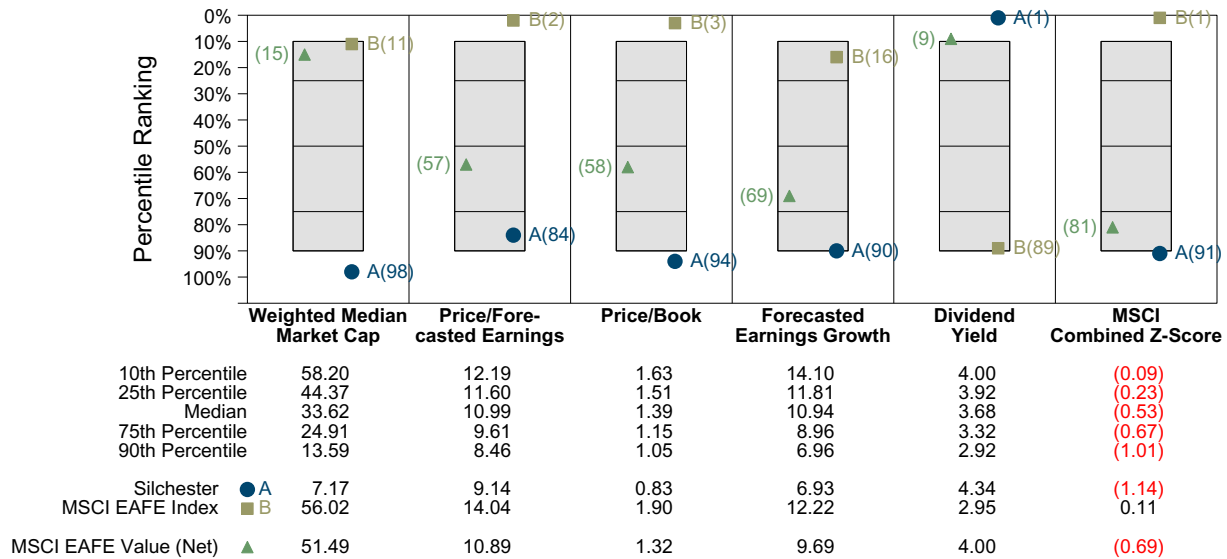 Percentile Ranking
0%
10%
20%
30%
40%
50%
60%
70%
80%
90%
100%
(15)
B(11)
A(98)
B(2)
(57)
A(84)
B(3)
(58)
A(94)
B(16)
(69)
A(90)
A(1)
(9)
B(89)
B(1)
(81)
A(91)
Weighted Median
Market Cap
Price/Fore-
casted Earnings
Price/Book
Forecasted
Earnings Growth
Dividend
Yield
MSCI
Combined Z-Score
10th Percentile 58.20 12.19 1.63 14.10 4.00 (0.09)
25th Percentile 44.37 11.60 1.51 11.81 3.92 (0.23)
Median 33.62 10.99 1.39 10.94 3.68 (0.53)
75th Percentile 24.91 9.61 1.15 8.96 3.32 (0.67)
90th Percentile 13.59 8.46 1.05 6.96 2.92 (1.01)
Silchester A 7.17 9.14 0.83 6.93 4.34 (1.14)
MSCI EAFE Index B 56.02 14.04 1.90 12.22 2.95 0.11
MSCI EAFE Value (Net) 51.49 10.89 1.32 9.69 4.00 (0.69)